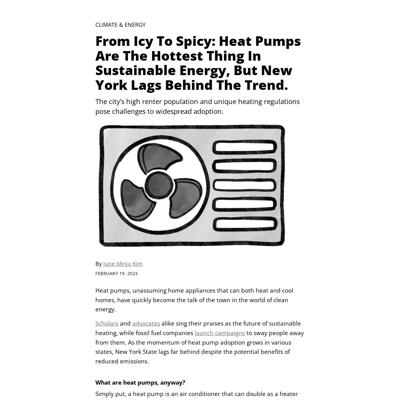 CLIMATE & ENERGY
From Icy To Spicy: Heat Pumps
Are The Hottest Thing In
Sustainable Energy, But New
York Lags Behind The Trend.
The city's high renter population and unique heating regulations
pose challenges to widespread adoption.
By June Minju Kim
FEBRUARY 19, 2023
Heat pumps, unassuming home appliances that can both heat and cool
homes, have quickly become the talk of the town in the world of clean
energy.
Scholars and advocates alike sing their praises as the future of sustainable
heating, while fossil fuel companies launch campaigns to sway people away
from them. As the momentum of heat pump adoption grows in various
states, New York State lags far behind despite the potential benefits of
reduced emissions.
What are heat pumps, anyway?
Simply put, a heat pump is an air conditioner that can double as a heater